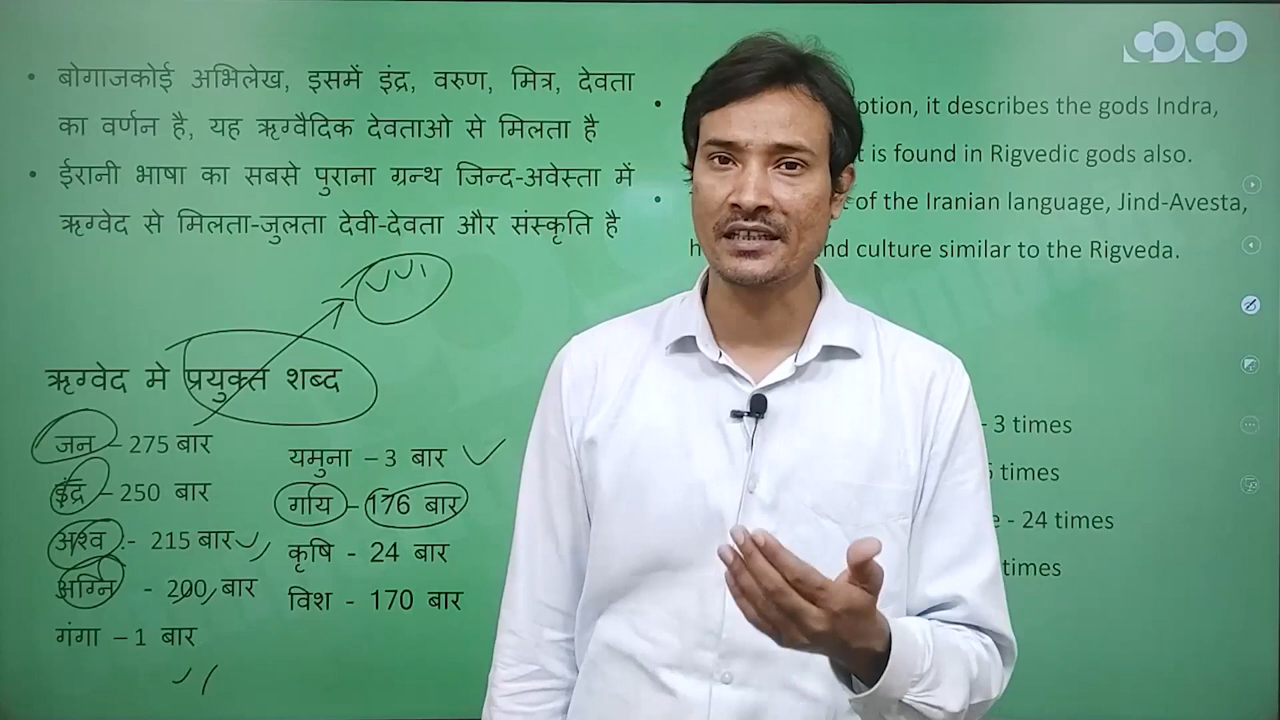 • बोगाजकोई अभिलेख, इसमें इंद्र, वरुण, मित्र, देवता
का वर्णन है, यह ऋग्वैदिक देवताओ से मिलता है
• ईरानी भाषा का सबसे पुराना ग्रन्थ जिन्द-अवेस्ता में
ऋग्वेद से मिलता-जुलता देवी-देवता और संस्कृति है
ऋग्वेद मे प्रयुक्त शब्द
जन – 275 बार
इंद्र – 250 बार
अश्व - 215 बार
अग्नि - 200 बार
गंगा – 1 बार
यमुना – 3 बार
गाय – 176 बार
कृषि - 24 बार
विश - 170 बार
it describes the gods Indra,
is found in Rigvedic gods also.
of the Iranian language, Jind-Avesta,
culture similar to the Rigveda.
- 3 times
times
- 24 times
times